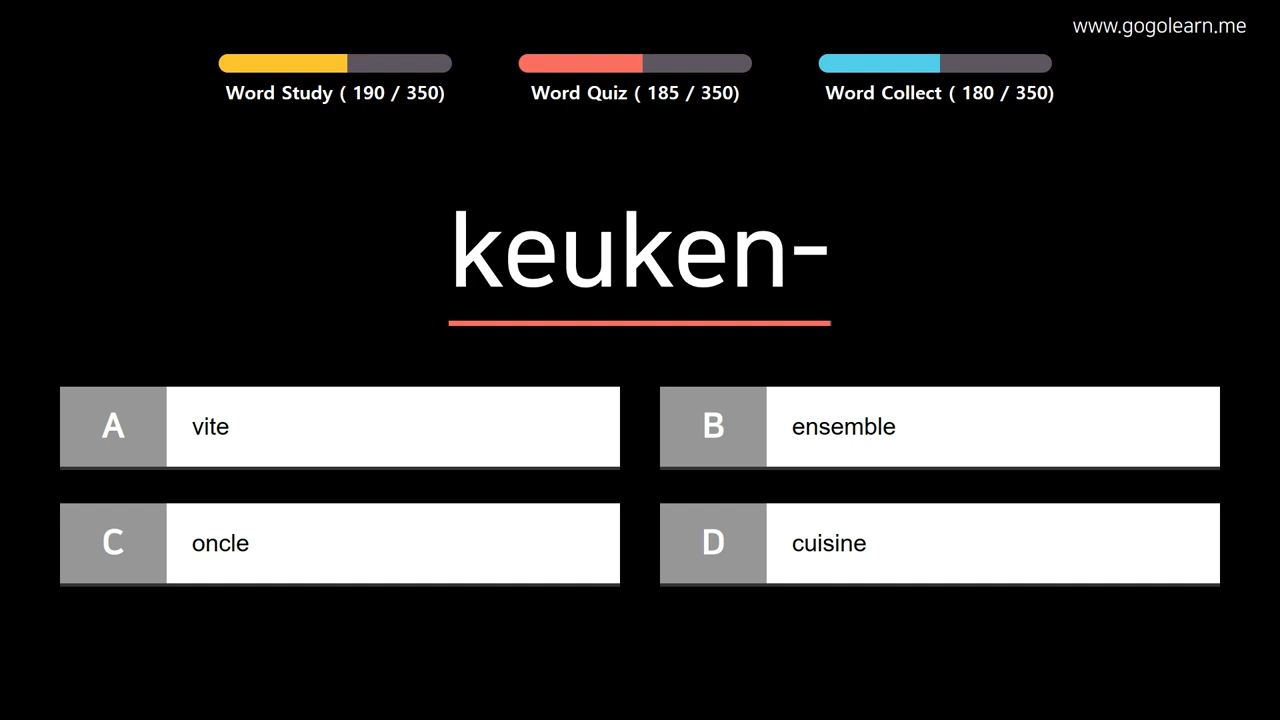 www.gogolearn.me
Word Study ( 190 / 350)
Word Quiz ( 185 / 350)
Word Collect ( 180 / 350)
keuken-
A vite
B ensemble
C oncle
D cuisine